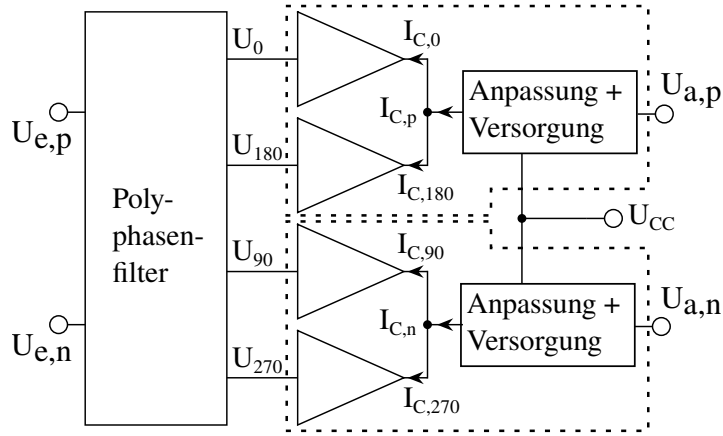 U0
IC,0
Ue,p
IC,p
Anpassung +
Versorgung
Ua,p
U180
IC,180
Poly-
phasen-
filter
UCC
U90
IC,90
Ue,n
IC,n
Anpassung +
Versorgung
Ua,n
U270
IC,270